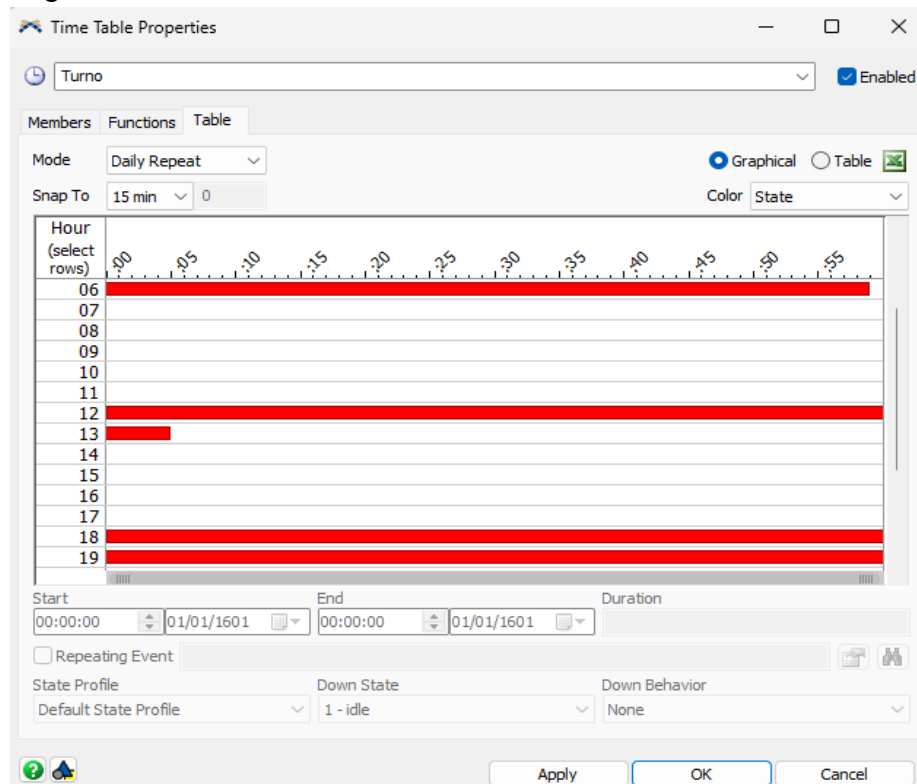 Time Table Properties
Turno
Enabled
Members Functions Table
Mode Daily Repeat Graphical Table
Snap To 15 min 0 Color State
Hour
(select
rows) :00 :05 :10 :15 :20 :25 :30 :35 :40 :45 :50 :55
06
07
08
09
10
11
12
13
14
15
16
17
18
19
Start End Duration
00:00:00 01/01/1601 00:00:00 01/01/1601
Repeating Event
State Profile Down State Down Behavior
Default State Profile 1 - idle None
Apply OK Cancel